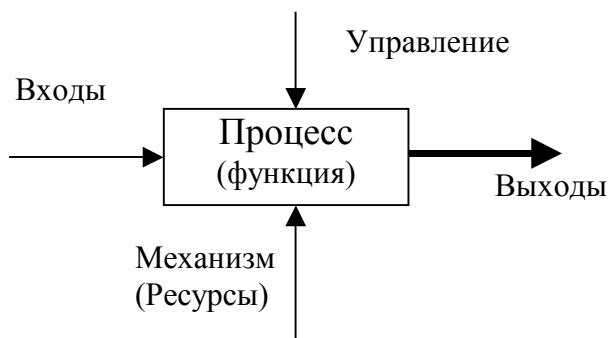 Управление
Входы
Процесс
(функция)
Выходы
Механизм
(Ресурсы)